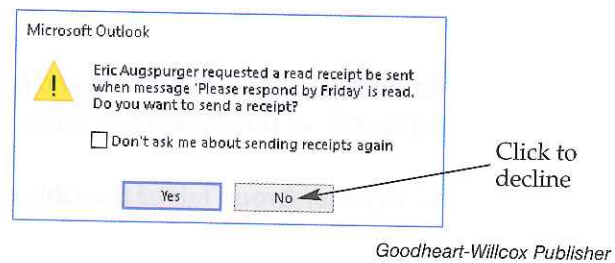 Microsoft Outlook
Eric Augspurger requested a read receipt be sent
when message 'Please respond by Friday' is read.
Do you want to send a receipt?
Don't ask me about sending receipts again
Yes
No
Click to
decline
Goodheart-Willcox Publisher